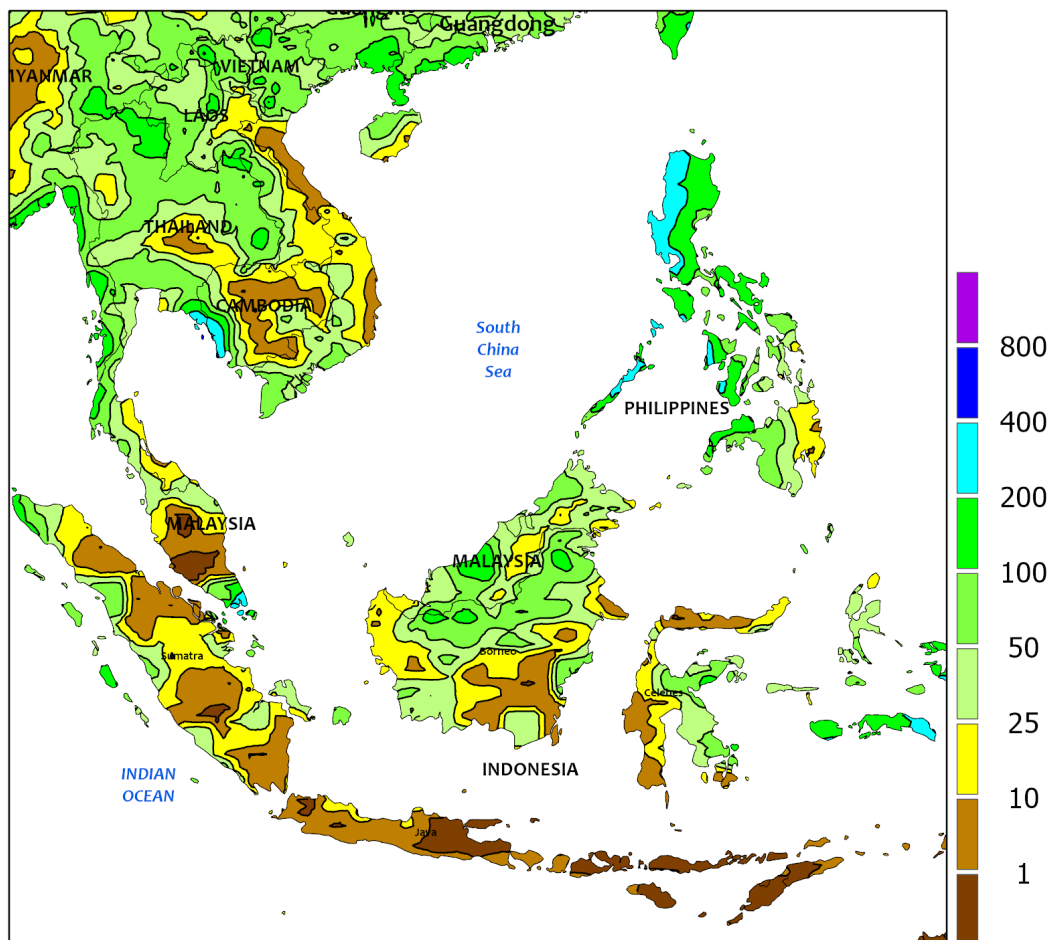 Guangdong
VIETNAM
LAOS
THAILAND
CAMBODIA
South
China
Sea
PHILIPPINES
MALAYSIA
MALAYSIA
Sumatra
Borneo
Celebes
INDIAN
OCEAN
INDONESIA
Java
800
400
200
100
50
25
10
1